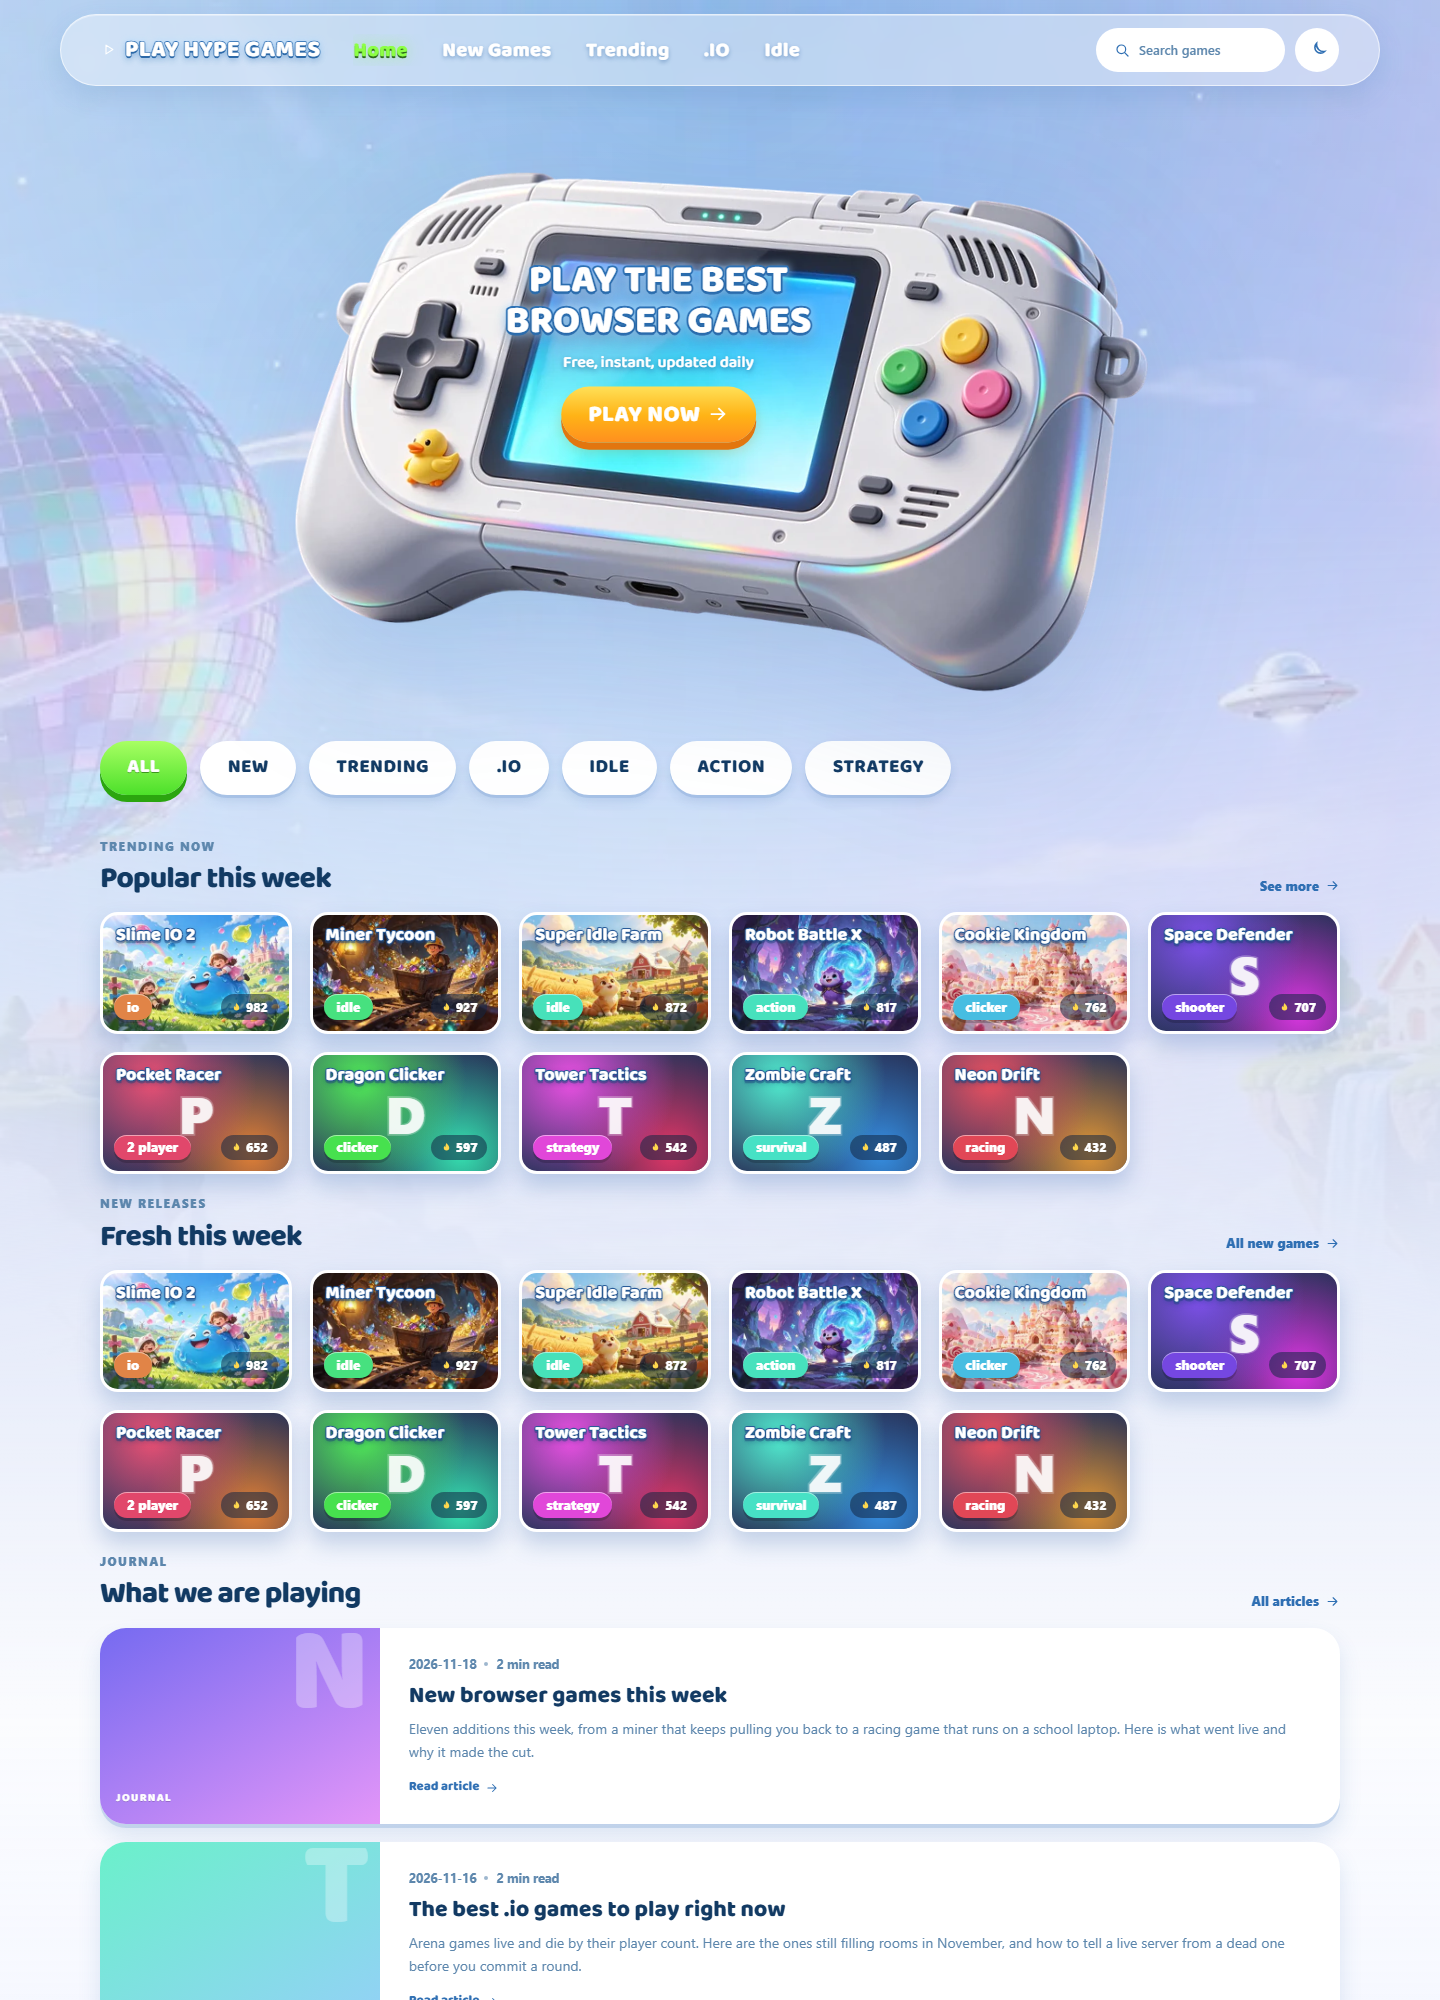 PLAY HYPE GAMES
Home
New Games
Trending
.IO
Idle
Search games
PLAY THE BEST
BROWSER GAMES
Free, instant, updated daily
PLAY NOW →
ALL
NEW
TRENDING
.IO
IDLE
ACTION
STRATEGY
TRENDING NOW
Popular this week
See more →
Slime IO 2
io
982
Miner Tycoon
idle
927
Super Idle Farm
idle
872
Robot Battle X
action
817
Cookie Kingdom
clicker
762
Space Defender
S
shooter
707
Pocket Racer
P
2 player
652
Dragon Clicker
D
clicker
597
Tower Tactics
T
strategy
542
Zombie Craft
Z
survival
487
Neon Drift
N
racing
432
NEW RELEASES
Fresh this week
All new games →
Slime IO 2
io
982
Miner Tycoon
idle
927
Super Idle Farm
idle
872
Robot Battle X
action
817
Cookie Kingdom
clicker
762
Space Defender
S
shooter
707
Pocket Racer
P
2 player
652
Dragon Clicker
D
clicker
597
Tower Tactics
T
strategy
542
Zombie Craft
Z
survival
487
Neon Drift
N
racing
432
JOURNAL
What we are playing
All articles →
N
JOURNAL
2026-11-18 • 2 min read
New browser games this week
Eleven additions this week, from a miner that keeps pulling you back to a racing game that runs on a school laptop. Here is what went live and
why it made the cut.
Read article →
T
2026-11-16 • 2 min read
The best .io games to play right now
Arena games live and die by their player count. Here are the ones still filling rooms in November, and how to tell a live server from a dead one
before you commit a round.
Read article →